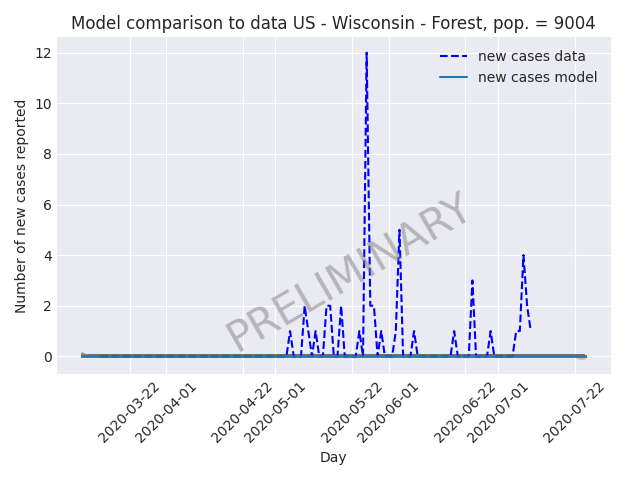 Model comparison to data US - Wisconsin - Forest, pop. = 9004
new cases data
new cases model
Number of new cases reported
12
10
8
6
4
2
0
PRELIMINARY
2020-03-22
2020-04-01
2020-04-22
2020-05-01
2020-05-22
2020-06-01
2020-06-22
2020-07-01
2020-07-22
Day